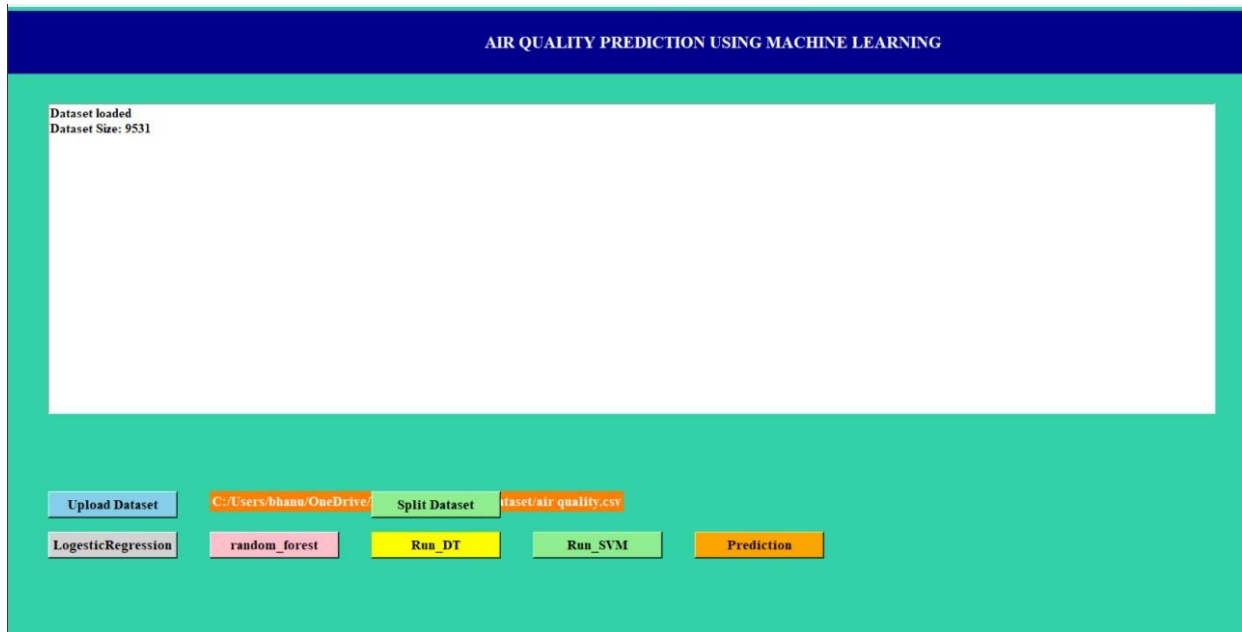 AIR QUALITY PREDICTION USING MACHINE LEARNING
Dataset loaded
Dataset Size: 9531
Upload Dataset
C:/Users/bhanu/OneDrive/
Split Dataset
taset/air quality.csv
LogesticRegression
random_forest
Run_DT
Run_SVM
Prediction